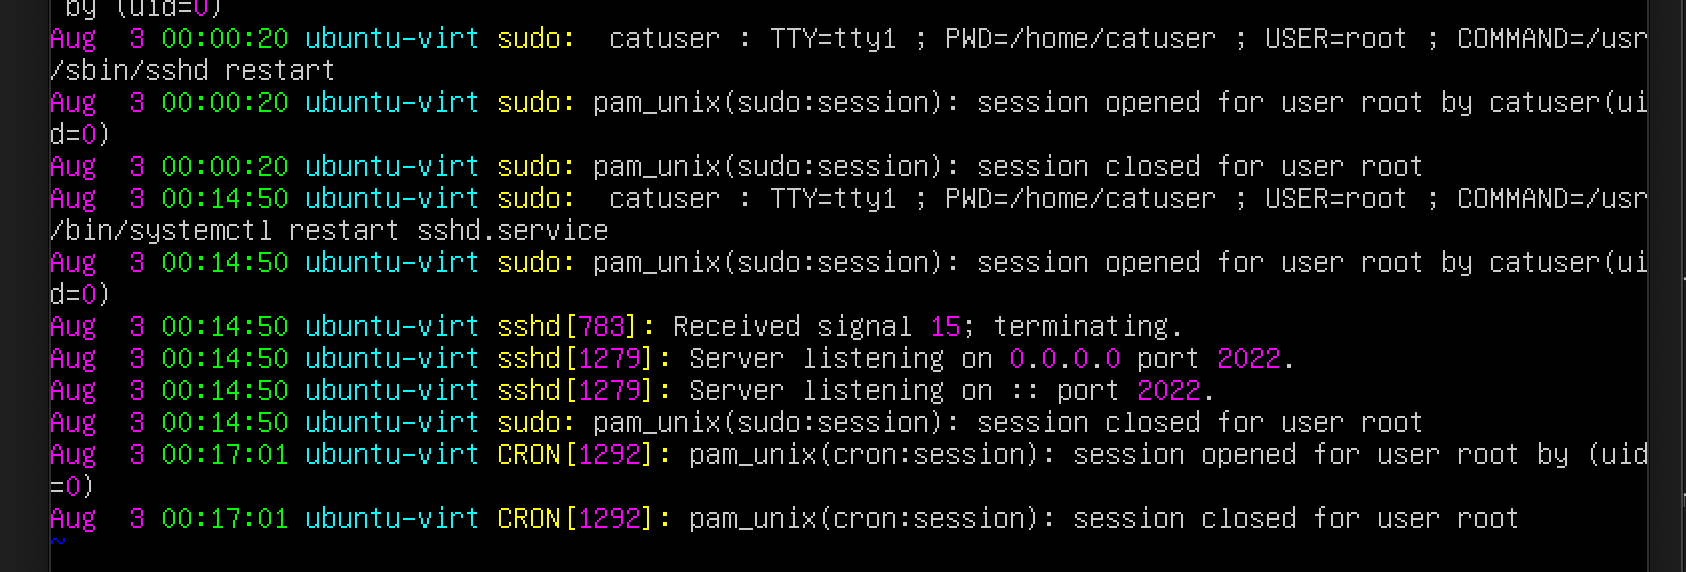 by (uid=0)
Aug  3 00:00:20 ubuntu-virt sudo:  catuser : TTY=tty1 ; PWD=/home/catuser ; USER=root ; COMMAND=/usr
/sbin/sshd restart
Aug  3 00:00:20 ubuntu-virt sudo: pam_unix(sudo:session): session opened for user root by catuser(ui
d=0)
Aug  3 00:00:20 ubuntu-virt sudo: pam_unix(sudo:session): session closed for user root
Aug  3 00:14:50 ubuntu-virt sudo:  catuser : TTY=tty1 ; PWD=/home/catuser ; USER=root ; COMMAND=/usr
/bin/systemctl restart sshd.service
Aug  3 00:14:50 ubuntu-virt sudo: pam_unix(sudo:session): session opened for user root by catuser(ui
d=0)
Aug  3 00:14:50 ubuntu-virt sshd[783]: Received signal 15; terminating.
Aug  3 00:14:50 ubuntu-virt sshd[1279]: Server listening on 0.0.0.0 port 2022.
Aug  3 00:14:50 ubuntu-virt sshd[1279]: Server listening on :: port 2022.
Aug  3 00:14:50 ubuntu-virt sudo: pam_unix(sudo:session): session closed for user root
Aug  3 00:17:01 ubuntu-virt CRON[1292]: pam_unix(cron:session): session opened for user root by (uid
=0)
Aug  3 00:17:01 ubuntu-virt CRON[1292]: pam_unix(cron:session): session closed for user root
~